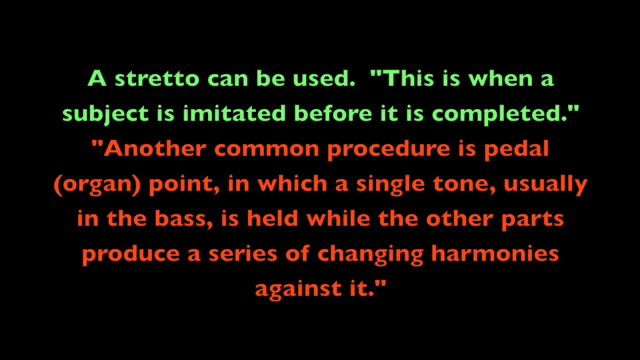 A stretto can be used.  "This is when a
subject is imitated before it is completed."
"Another common procedure is pedal
(organ) point, in which a single tone, usually
in the bass, is held while the other parts
produce a series of changing harmonies
against it."